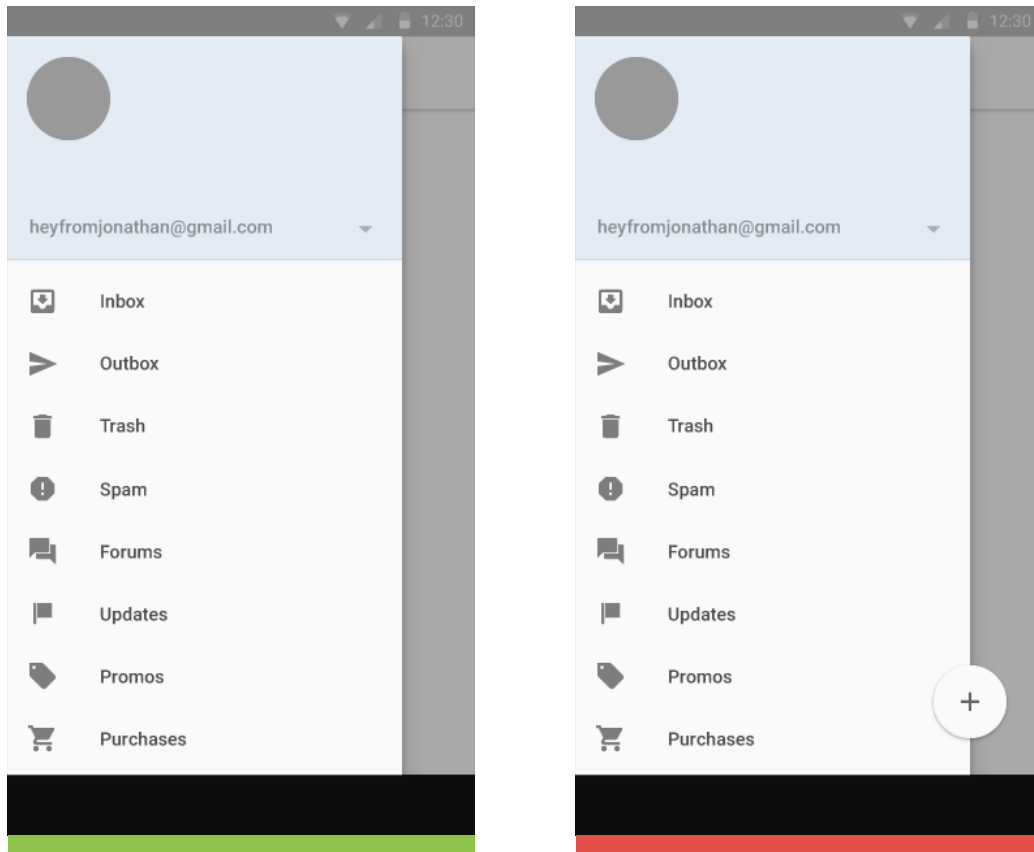 12:30
heyfromjonathan@gmail.com
Inbox
Outbox
Trash
Spam
Forums
Updates
Promos
Purchases
12:30
heyfromjonathan@gmail.com
Inbox
Outbox
Trash
Spam
Forums
Updates
Promos
Purchases